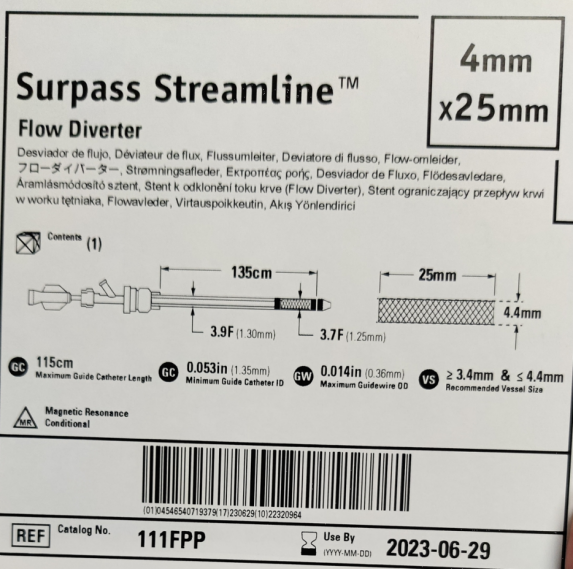 4mm
x25mm
Surpass Streamline™
Flow Diverter
Desviador de flujo, Déviateur de flux, Flussumleiter, Deviatore di flusso, Flow-omleider,
フローダイバーター, Strømningsafleder, Εκτροπέας ροής, Desviador de Fluxo, Flödesavledare,
Áramlásmódosító sztent, Stent k odklonění toku krve (Flow Diverter), Stent ograniczający przepływ krwi
w worku tętniaka, Flowavleder, Virtauspoikkeutin, Akış Yönlendirici
Contents (1)
135cm
25mm
4.4mm
3.9F (1.30mm)
3.7F (1.25mm)
GC 115cm
Maximum Guide Catheter Length
GC 0.053in (1.35mm)
Minimum Guide Catheter ID
GW 0.014in (0.36mm)
Maximum Guidewire OD
VS ≥ 3.4mm & ≤ 4.4mm
Recommended Vessel Size
MR
Magnetic Resonance
Conditional
(01)04546540719379(17)230629(10)22320964
REF Catalog No. 111FPP
Use By
(YYYY-MM-DD) 2023-06-29